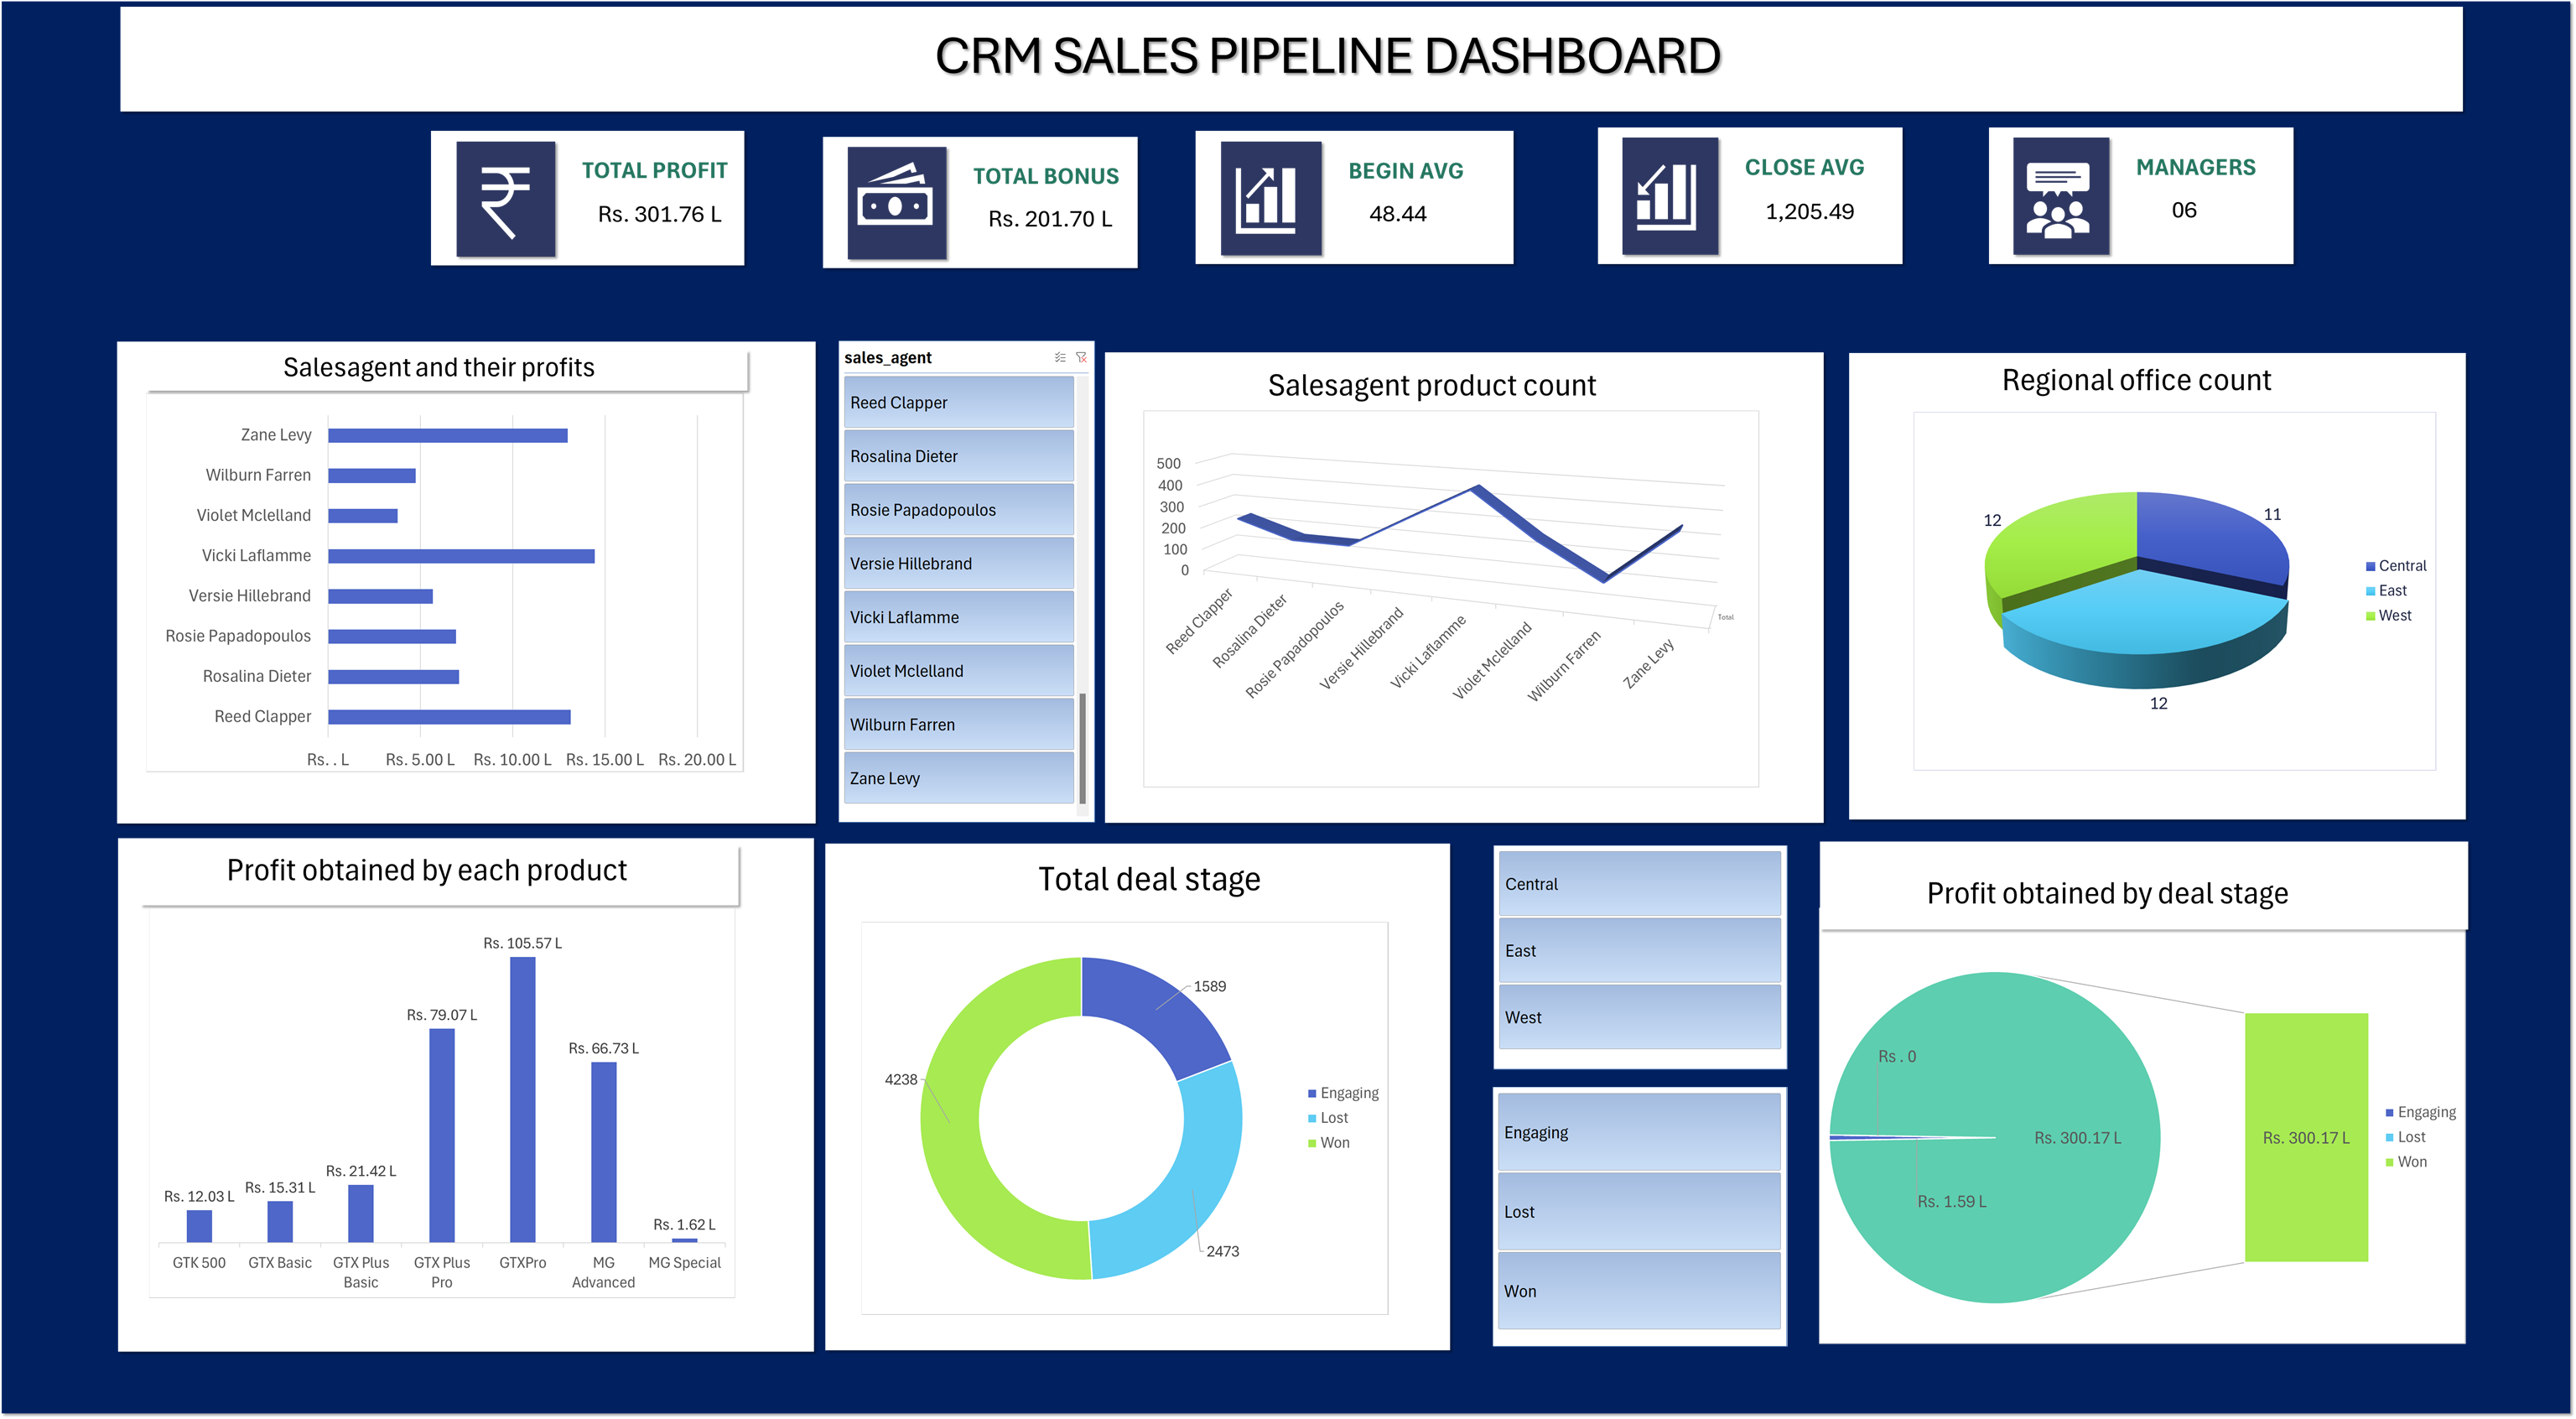 CRM SALES PIPELINE DASHBOARD
TOTAL PROFIT
Rs. 301.76 L
TOTAL BONUS
Rs. 201.70 L
BEGIN AVG
48.44
CLOSE AVG
1,205.49
MANAGERS
06
Salesagent and their profits
Zane Levy
Wilburn Farren
Violet Mclelland
Vicki Laflamme
Versie Hillebrand
Rosie Papadopoulos
Rosalina Dieter
Reed Clapper
Rs. . L
Rs. 5.00 L
Rs. 10.00 L
Rs. 15.00 L
Rs. 20.00 L
sales_agent
Reed Clapper
Rosalina Dieter
Rosie Papadopoulos
Versie Hillebrand
Vicki Laflamme
Violet Mclelland
Wilburn Farren
Zane Levy
Salesagent product count
500
400
300
200
100
0
Reed Clapper
Rosalina Dieter
Rosie Papadopoulos
Versie Hillebrand
Vicki Laflamme
Violet Mclelland
Wilburn Farren
Zane Levy
Total
Regional office count
12
11
12
Central
East
West
Profit obtained by each product
Rs. 12.03 L
Rs. 15.31 L
Rs. 21.42 L
Rs. 79.07 L
Rs. 105.57 L
Rs. 66.73 L
Rs. 1.62 L
GTK 500
GTX Basic
GTX Plus
Basic
GTX Plus
Pro
GTXPro
MG
Advanced
MG Special
Total deal stage
1589
4238
2473
Engaging
Lost
Won
Central
East
West
Engaging
Lost
Won
Profit obtained by deal stage
Rs . 0
Rs. 300.17 L
Rs. 1.59 L
Rs. 300.17 L
Engaging
Lost
Won